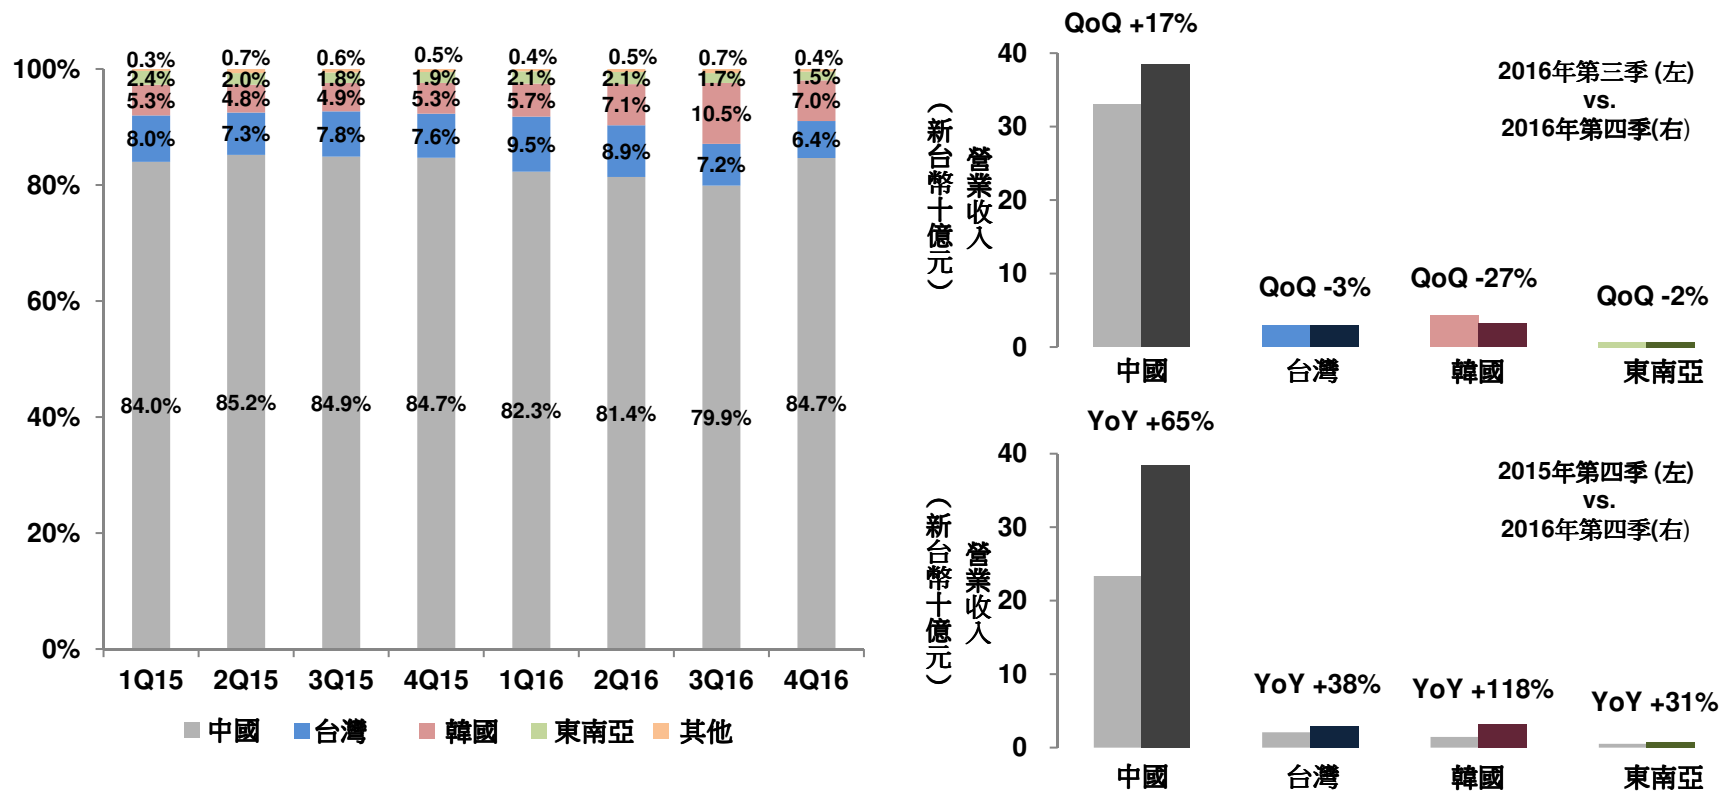 0.3% 0.7% 0.6% 0.5% 0.4% 0.5% 0.7% 0.4%
100%
2.4% 2.0% 1.8% 1.9% 2.1% 2.1% 1.7% 1.5%
5.3% 4.8% 4.9% 5.3% 5.7% 7.1% 10.5% 7.0%
8.0% 7.3% 7.8% 7.6% 9.5% 8.9% 7.2% 6.4%
80%
60%
84.0% 85.2% 84.9% 84.7% 82.3% 81.4% 79.9% 84.7%
40%
20%
0%
1Q15 2Q15 3Q15 4Q15 1Q16 2Q16 3Q16 4Q16
中國 台灣 韓國 東南亞 其他
QoQ +17%
2016年第三季 (左)
vs.
2016年第四季(右)
營業收入
(新台幣十億元)
40
30
20
10
0
QoQ -3%
QoQ -27%
QoQ -2%
中國 台灣 韓國 東南亞
YoY +65%
2015年第四季 (左)
vs.
2016年第四季(右)
營業收入
(新台幣十億元)
40
30
20
10
0
YoY +38%
YoY +118%
YoY +31%
中國 台灣 韓國 東南亞